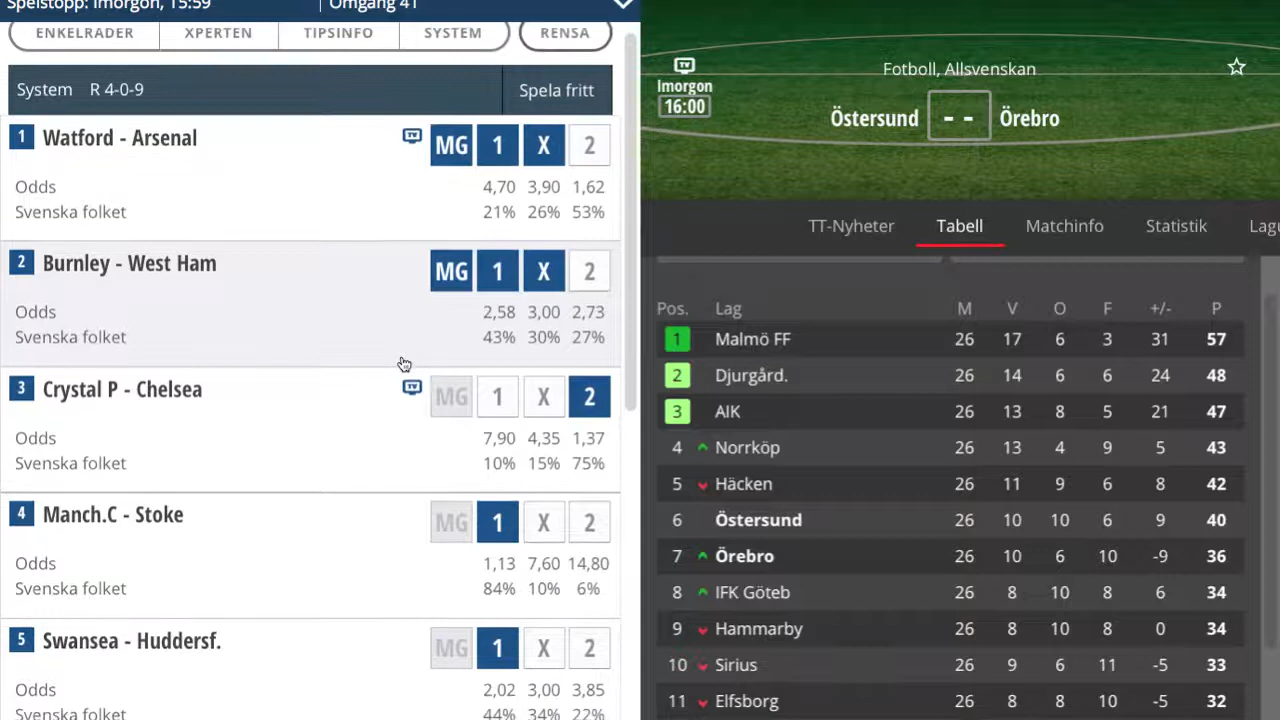 Spelstopp: Imorgon, 15:59 | Omgång 41
ENKELRADER XPERTEN TIPSINFO SYSTEM RENSA
System R 4-0-9 Spela fritt
1 Watford - Arsenal TV MG 1 X 2
Odds 4,70 3,90 1,62
Svenska folket 21% 26% 53%
2 Burnley - West Ham MG 1 X 2
Odds 2,58 3,00 2,73
Svenska folket 43% 30% 27%
3 Crystal P - Chelsea TV MG 1 X 2
Odds 7,90 4,35 1,37
Svenska folket 10% 15% 75%
4 Manch.C - Stoke MG 1 X 2
Odds 1,13 7,60 14,80
Svenska folket 84% 10% 6%
5 Swansea - Huddersf. MG 1 X 2
Odds 2,02 3,00 3,85
Svenska folket 44% 34% 22%
TV
Imorgon
16:00
Fotboll, Allsvenskan
Östersund - - Örebro
TT-Nyheter Tabell Matchinfo Statistik Lagu
Pos. Lag M V O F +/- P
1 Malmö FF 26 17 6 3 31 57
2 Djurgård. 26 14 6 6 24 48
3 AIK 26 13 8 5 21 47
4 Norrköp 26 13 4 9 5 43
5 Häcken 26 11 9 6 8 42
6 Östersund 26 10 10 6 9 40
7 Örebro 26 10 6 10 -9 36
8 IFK Göteb 26 8 10 8 6 34
9 Hammarby 26 8 10 8 0 34
10 Sirius 26 9 6 11 -5 33
11 Elfsborg 26 8 8 10 -5 32